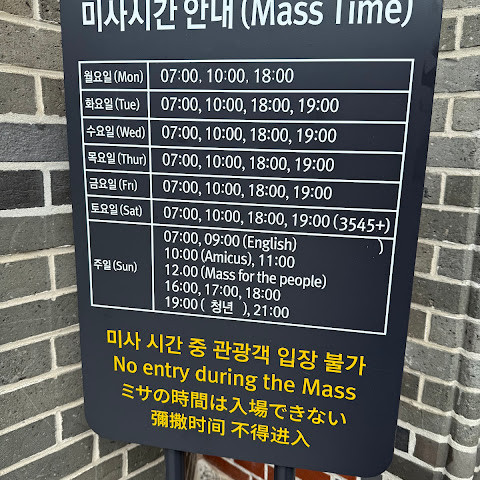 미사시간 안내 (Mass Time)
월요일 (Mon) 07:00, 10:00, 18:00
화요일 (Tue) 07:00, 10:00, 18:00, 19:00
수요일 (Wed) 07:00, 10:00, 18:00, 19:00
목요일 (Thur) 07:00, 10:00, 18:00, 19:00
금요일 (Fri) 07:00, 10:00, 18:00, 19:00
토요일 (Sat) 07:00, 10:00, 18:00, 19:00 (3545+)
주일 (Sun) 07:00, 09:00 (English) )
10:00 (Amicus), 11:00
12.00 (Mass for the people)
16:00, 17:00, 18:00
19:00 ( 청년 ), 21:00
미사 시간 중 관광객 입장 불가
No entry during the Mass
ミサの時間は入場できない
彌撒时间 不得进入